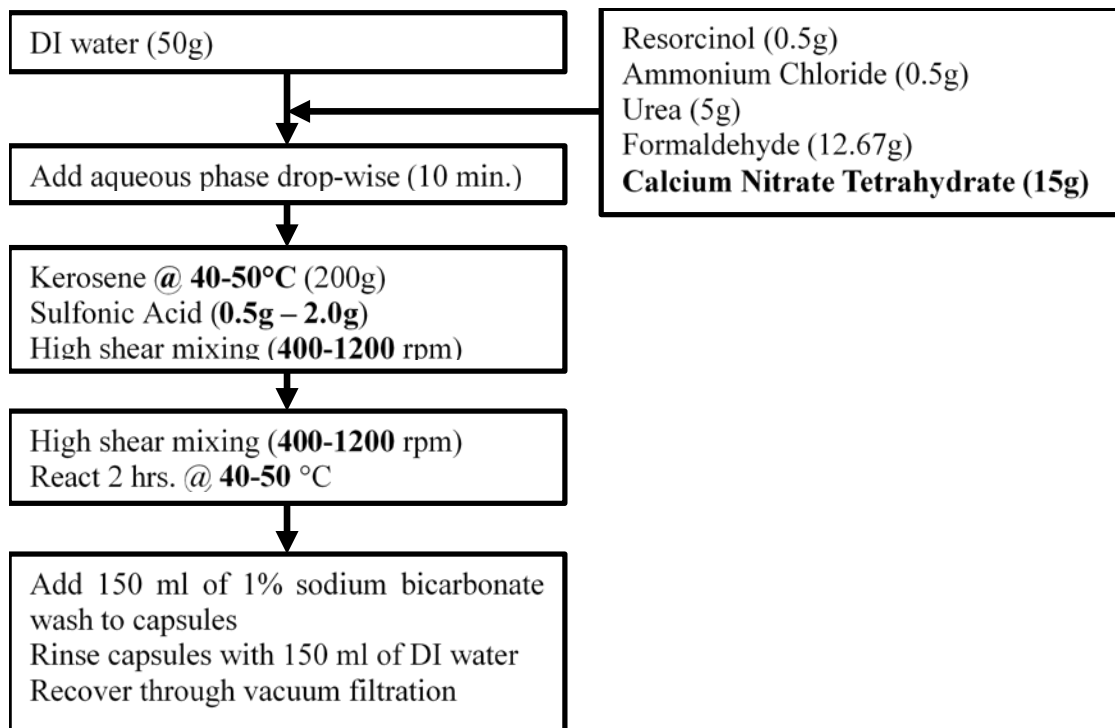 DI water (50g)
Resorcinol (0.5g)
Ammonium Chloride (0.5g)
Urea (5g)
Formaldehyde (12.67g)
Calcium Nitrate Tetrahydrate (15g)
Add aqueous phase drop-wise (10 min.)
Kerosene @ 40-50°C (200g)
Sulfonic Acid (0.5g – 2.0g)
High shear mixing (400-1200 rpm)
High shear mixing (400-1200 rpm)
React 2 hrs. @ 40-50 °C
Add 150 ml of 1% sodium bicarbonate
wash to capsules
Rinse capsules with 150 ml of DI water
Recover through vacuum filtration